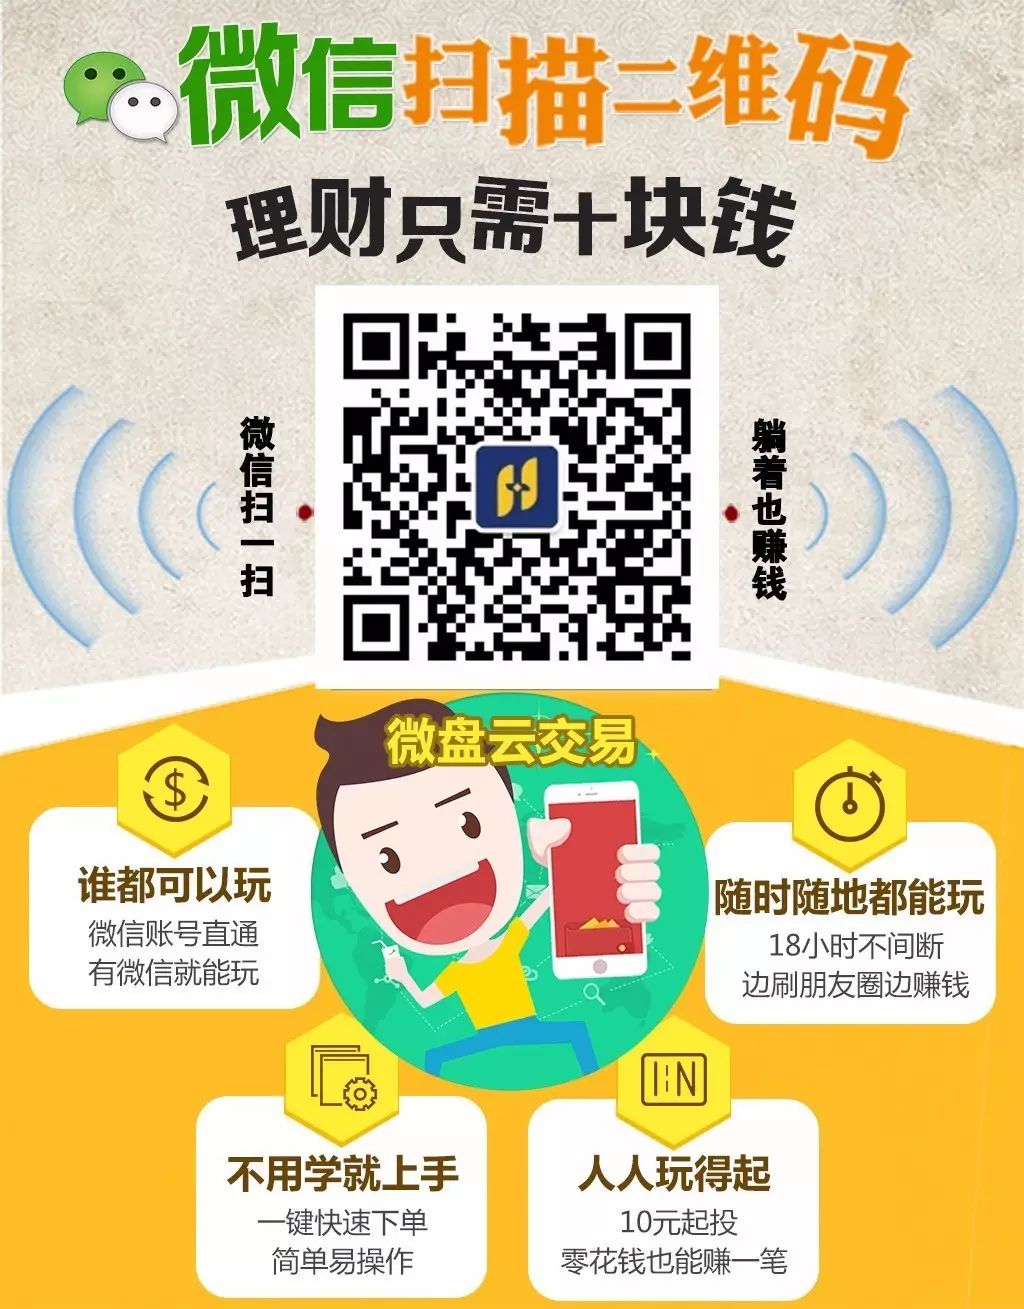 微信扫描二维码
理财只需十块钱
微信扫一扫
躺着也赚钱
微盘云交易
谁都可以玩
微信账号直通
有微信就能玩
随时随地都能玩
18小时不间断
边刷朋友圈边赚钱
不用学就上手
一键快速下单
简单易操作
人人玩得起
10元起投
零花钱也能赚一笔